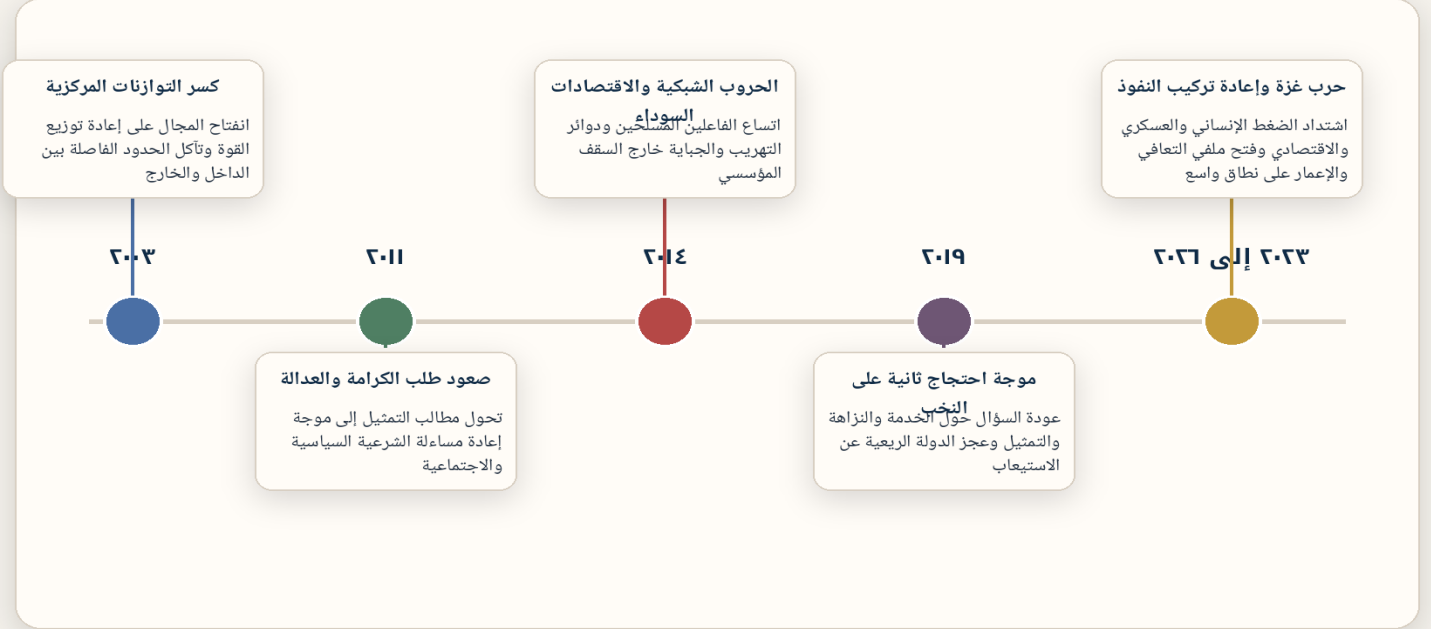 كسر التوازنات المركزية
انفتاح المجال على إعادة توزيع
القوة وتآكل الحدود الفاصلة بين
الداخل والخارج
٢٠٠٣
صعود طلب الكرامة والعدالة
تحول مطالب التمثيل إلى موجة
إعادة مساءلة الشرعية السياسية
والاجتماعية
٢٠١١
الحروب الشبكية والاقتصادات
السوداء
اتساع الفاعلين المسلحين ودوائر
التهريب والجباية خارج السقف
المؤسسي
٢٠١٤
موجة احتجاج ثانية على
النخب
عودة السؤال حول الخدمة والنزاهة
والتمثيل وعجز الدولة الريعية عن
الاستيعاب
٢٠١٩
حرب غزة وإعادة تركيب النفوذ
اشتداد الضغط الإنساني والعسكري
والاقتصادي وفتح ملفي التعافي
والإعمار على نطاق واسع
٢٠٢٣ إلى ٢٠٢٦